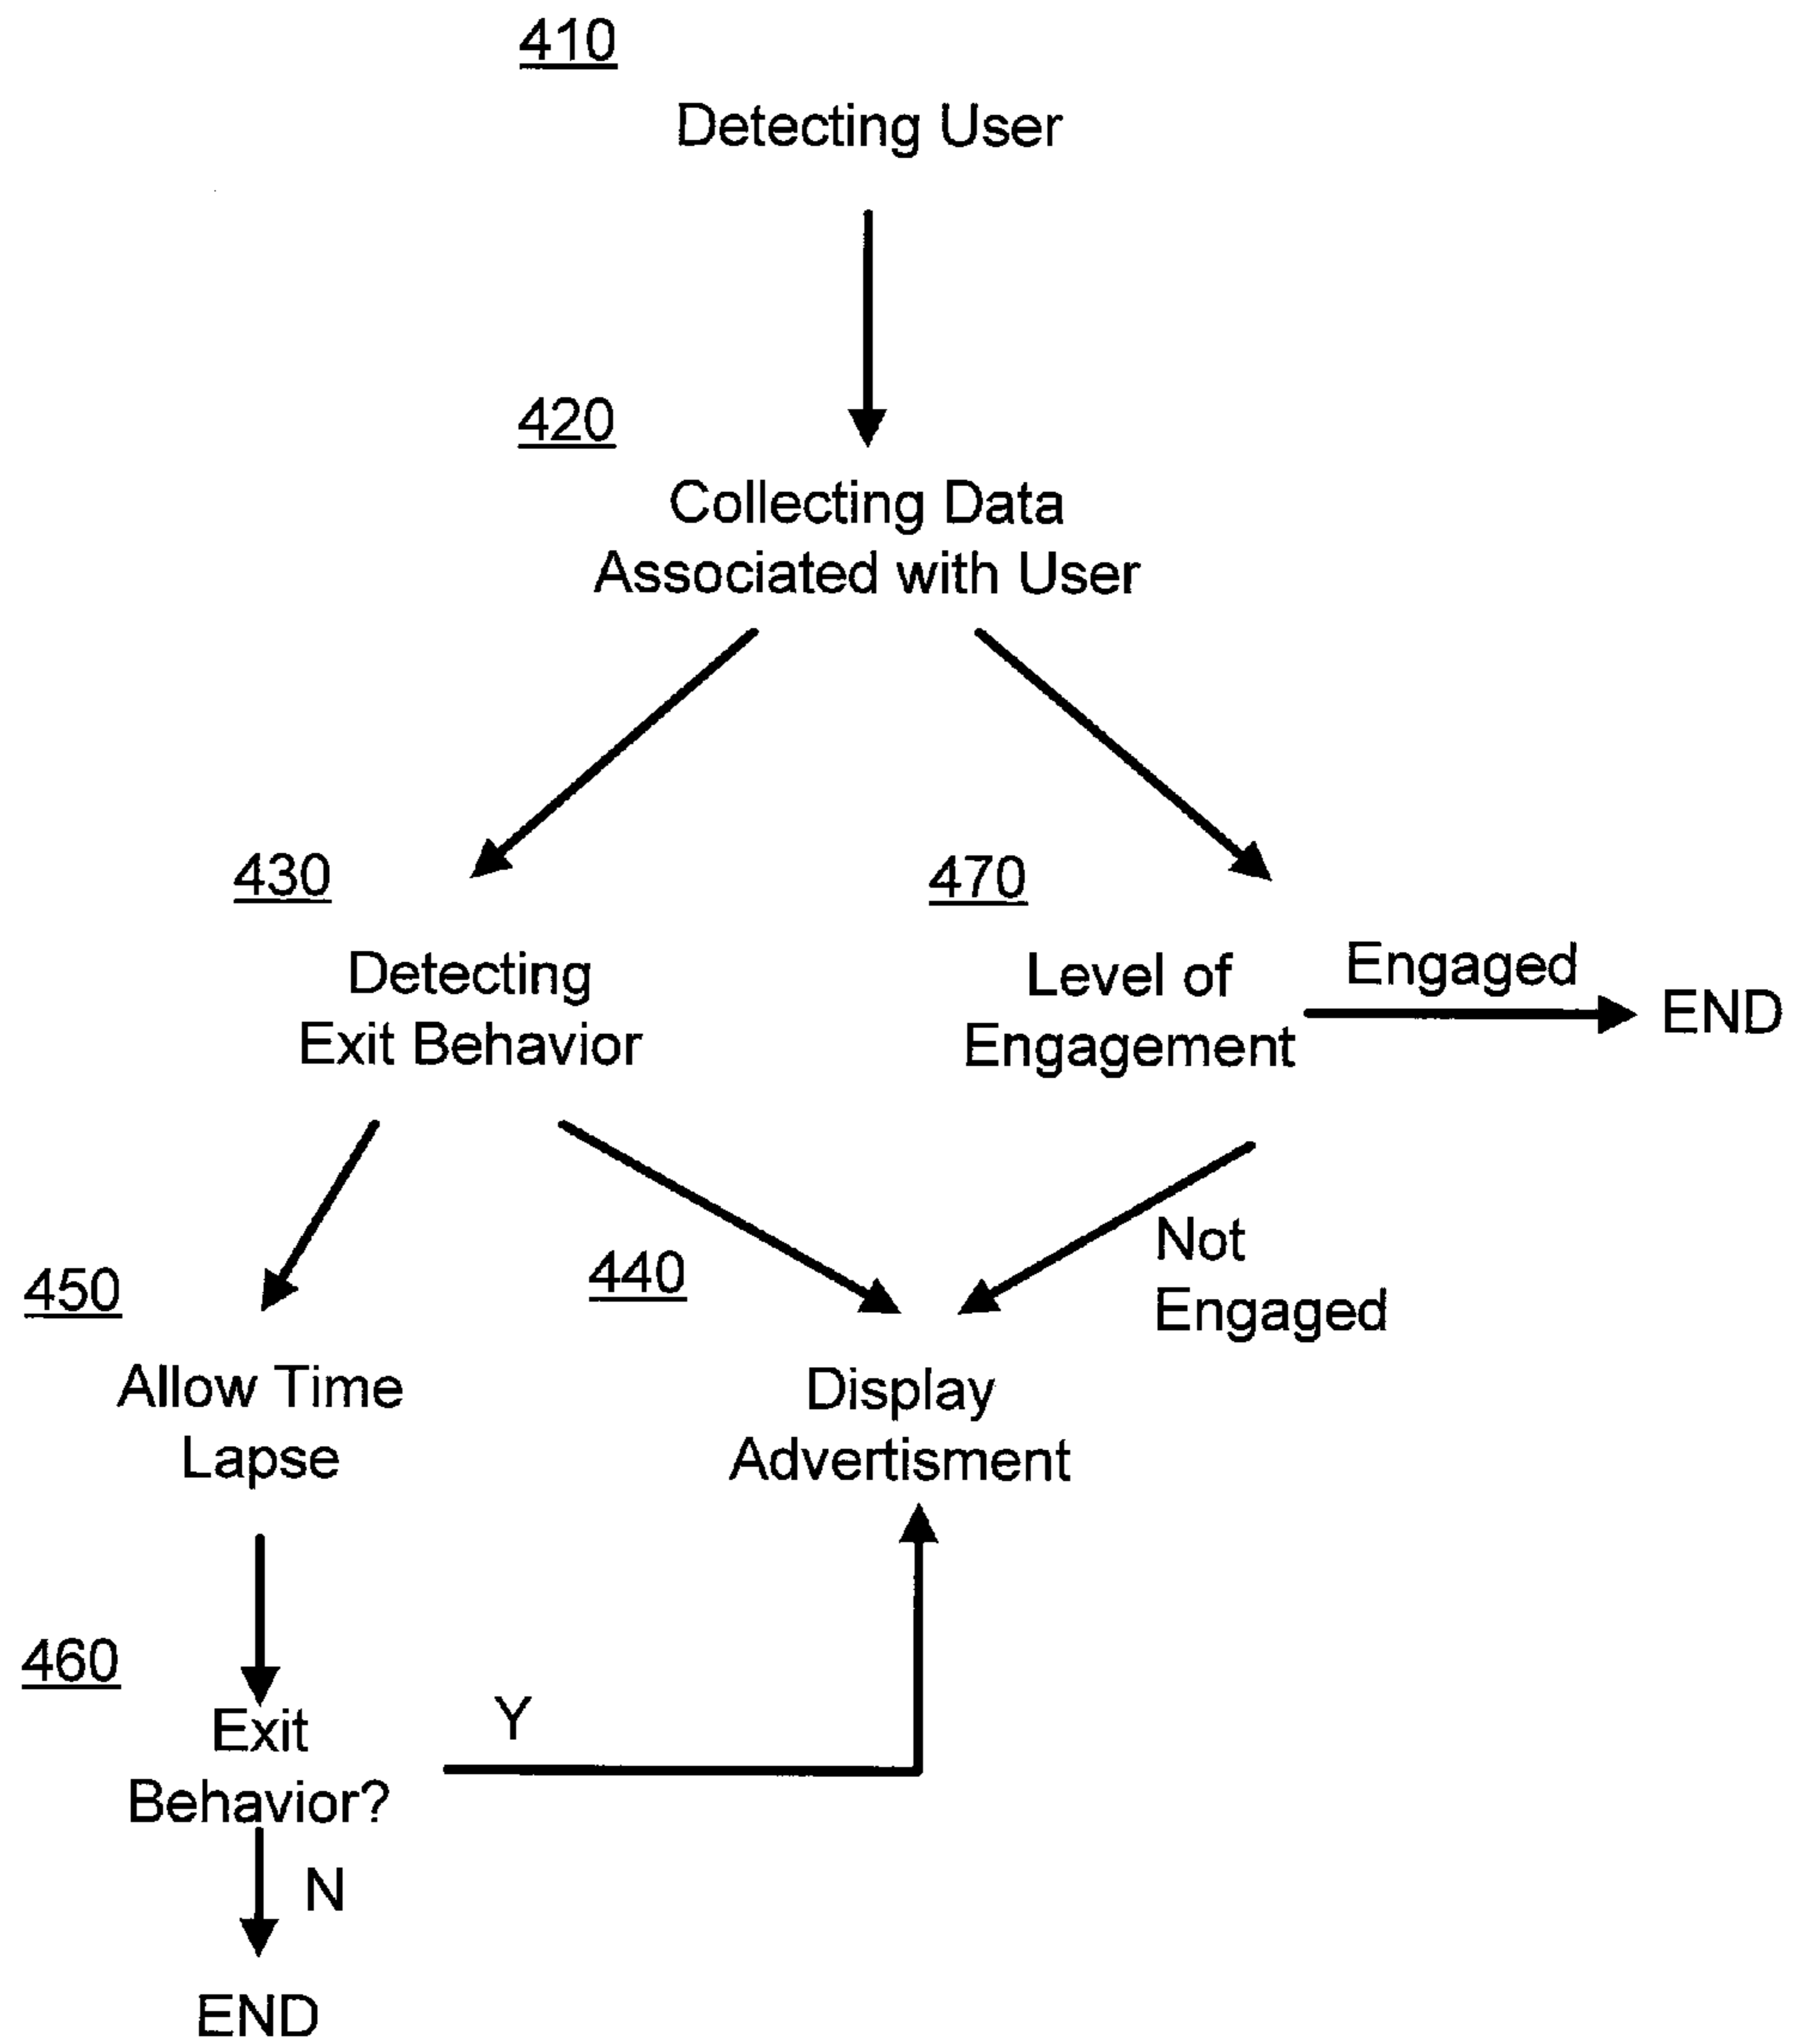 410
Detecting User
420
Collecting Data
Associated with User
430
Detecting
Exit Behavior
470
Level of
Engagement
Engaged
END
450
Allow Time
Lapse
440
Display
Advertisment
Not
Engaged
460
Exit
Behavior?
Y
N
END